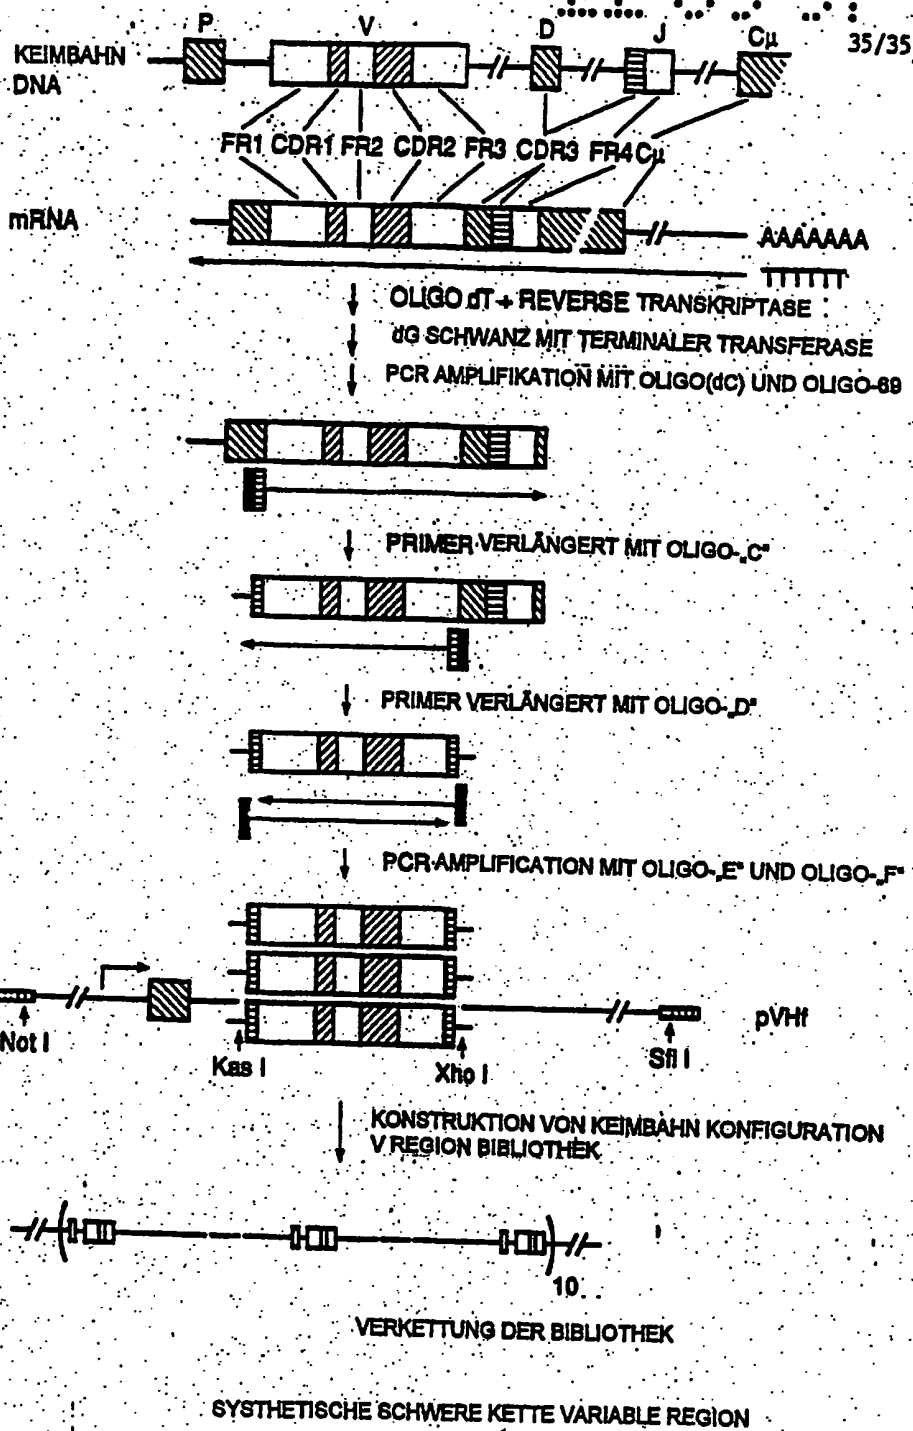 P V D J Cμ
35/35
KEIMBAHN
DNA
FR1 CDR1 FR2 CDR2 FR3 CDR3 FR4 Cμ
mRNA
AAAAAAA
TTTTTT
OLIGO dT + REVERSE TRANSKRIPTASE
dG SCHWANZ MIT TERMINALER TRANSFERASE
PCR AMPLIFIKATION MIT OLIGO(dC) UND OLIGO-69
PRIMER VERLÄNGERT MIT OLIGO-„C“
PRIMER VERLÄNGERT MIT OLIGO-„D“
PCR-AMPLIFICATION MIT OLIGO-„E“ UND OLIGO-„F“
pVHf
Not I
Kas I
Xho I
Sfi I
KONSTRUKTION VON KEIMBAHN KONFIGURATION
V REGION BIBLIOTHEK
10
VERKETTUNG DER BIBLIOTHEK
SYSTHETISCHE SCHWERE KETTE VARIABLE REGION